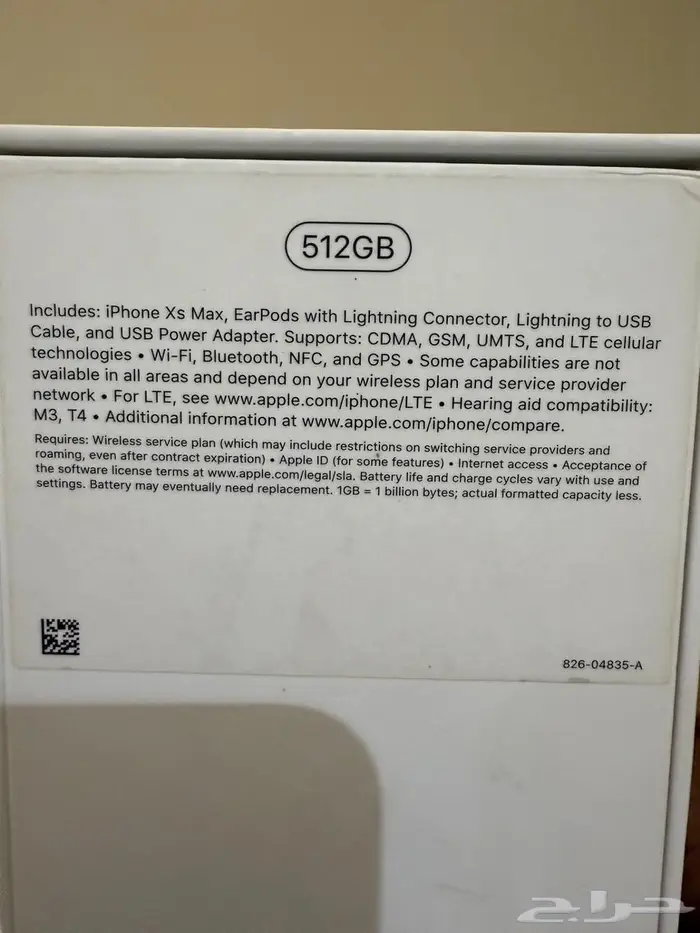 512GB
Includes: iPhone Xs Max, EarPods with Lightning Connector, Lightning to USB
Cable, and USB Power Adapter. Supports: CDMA, GSM, UMTS, and LTE cellular
technologies • Wi-Fi, Bluetooth, NFC, and GPS • Some capabilities are not
available in all areas and depend on your wireless plan and service provider
network • For LTE, see www.apple.com/iphone/LTE • Hearing aid compatibility:
M3, T4 • Additional information at www.apple.com/iphone/compare.
Requires: Wireless service plan (which may include restrictions on switching service providers and
roaming, even after contract expiration) • Apple ID (for some features) • Internet access • Acceptance of
the software license terms at www.apple.com/legal/sla. Battery life and charge cycles vary with use and
settings. Battery may eventually need replacement. 1GB = 1 billion bytes; actual formatted capacity less.
826-04835-A
حراج